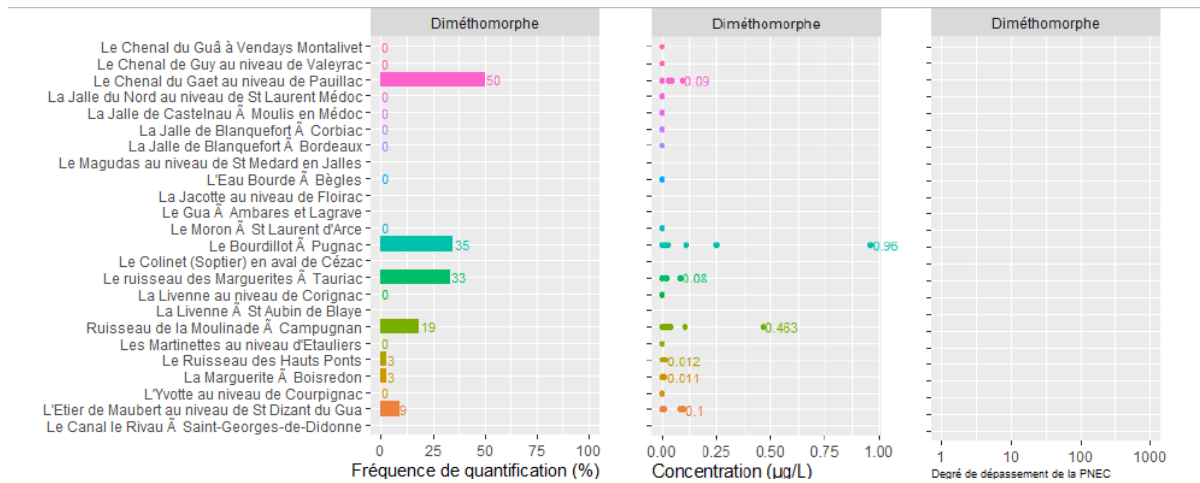 Diméthomorphe
Diméthomorphe
Diméthomorphe
Le Chenal du Guâ à Vendays Montalivet
0
Le Chenal de Guy au niveau de Valeyrac
0
Le Chenal du Gaet au niveau de Pauillac
50
0.09
La Jalle du Nord au niveau de St Laurent Médoc
0
La Jalle de Castelnau Ã Moulis en Médoc
0
La Jalle de Blanquefort Ã Corbiac
0
La Jalle de Blanquefort Ã Bordeaux
0
Le Magudas au niveau de St Medard en Jalles
L'Eau Bourde Ã Bègles
0
La Jacotte au niveau de Floirac
Le Gua Ã Ambares et Lagrave
Le Moron Ã St Laurent d'Arce
0
Le Bourdillot Ã Pugnac
35
0.96
Le Colinet (Soptier) en aval de Cézac
Le ruisseau des Marguerites Ã Tauriac
33
0.08
La Livenne au niveau de Corignac
0
La Livenne Ã St Aubin de Blaye
Ruisseau de la Moulinade Ã Campugnan
19
0.463
Les Martinettes au niveau d'Etauliers
0
Le Ruisseau des Hauts Ponts
3
0.012
La Marguerite Ã Boisredon
3
0.011
L'Yvotte au niveau de Courpignac
0
L'Etier de Maubert au niveau de St Dizant du Gua
9
0.1
Le Canal le Rivau Ã Saint-Georges-de-Didonne
0 25 50 75 100
0.00 0.25 0.50 0.75 1.00
1 10 100 1000
Fréquence de quantification (%)
Concentration (µg/L)
Degré de dépassement de la PNEC